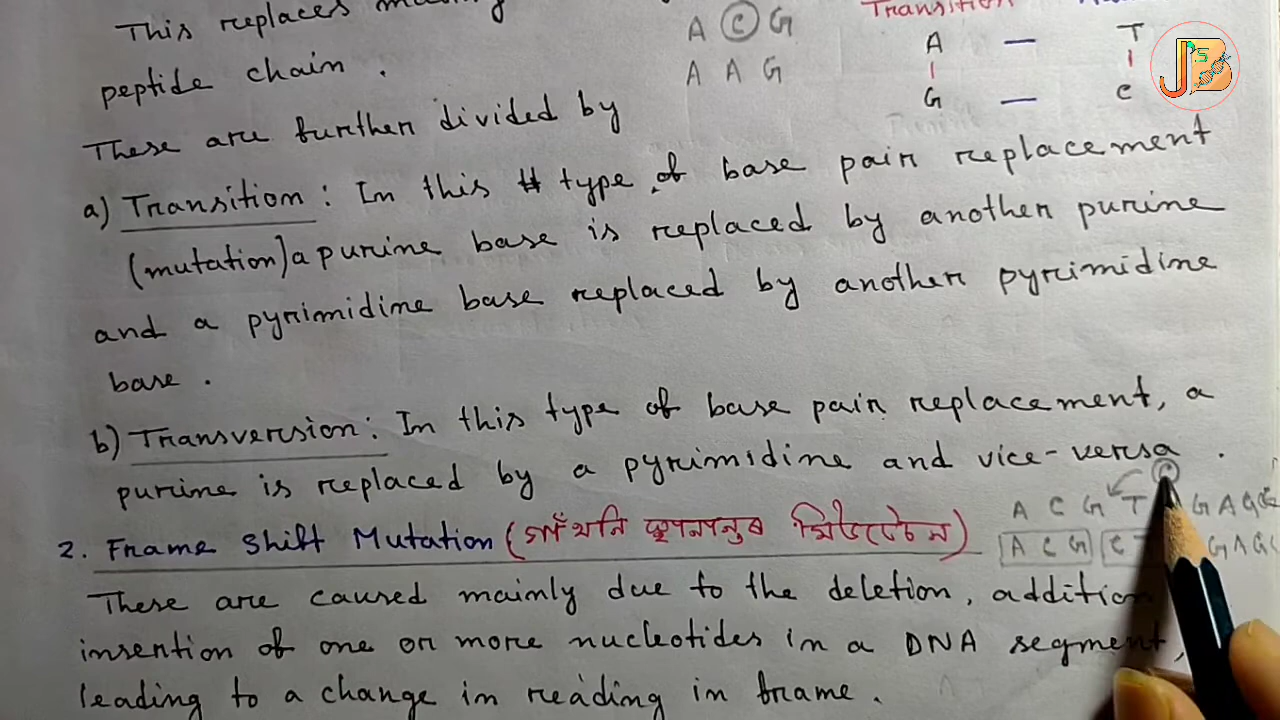 This replaces
peptide chain.
A C G
A A G
Transition
A — T
G — C
These are further divided by
a) Transition : In this type of base pair replacement
(mutation) a purine base is replaced by another purine
and a pyrimidine base replaced by another pyrimidine
base.
b) Transversion : In this type of base pair replacement, a
purine is replaced by a pyrimidine and vice-versa.
A C G T G A G
A C G C G A G
2. Frame Shift Mutation (
These are caused mainly due to the deletion, addition
insertion of one or more nucleotides in a DNA segment,
leading to a change in reading in frame.